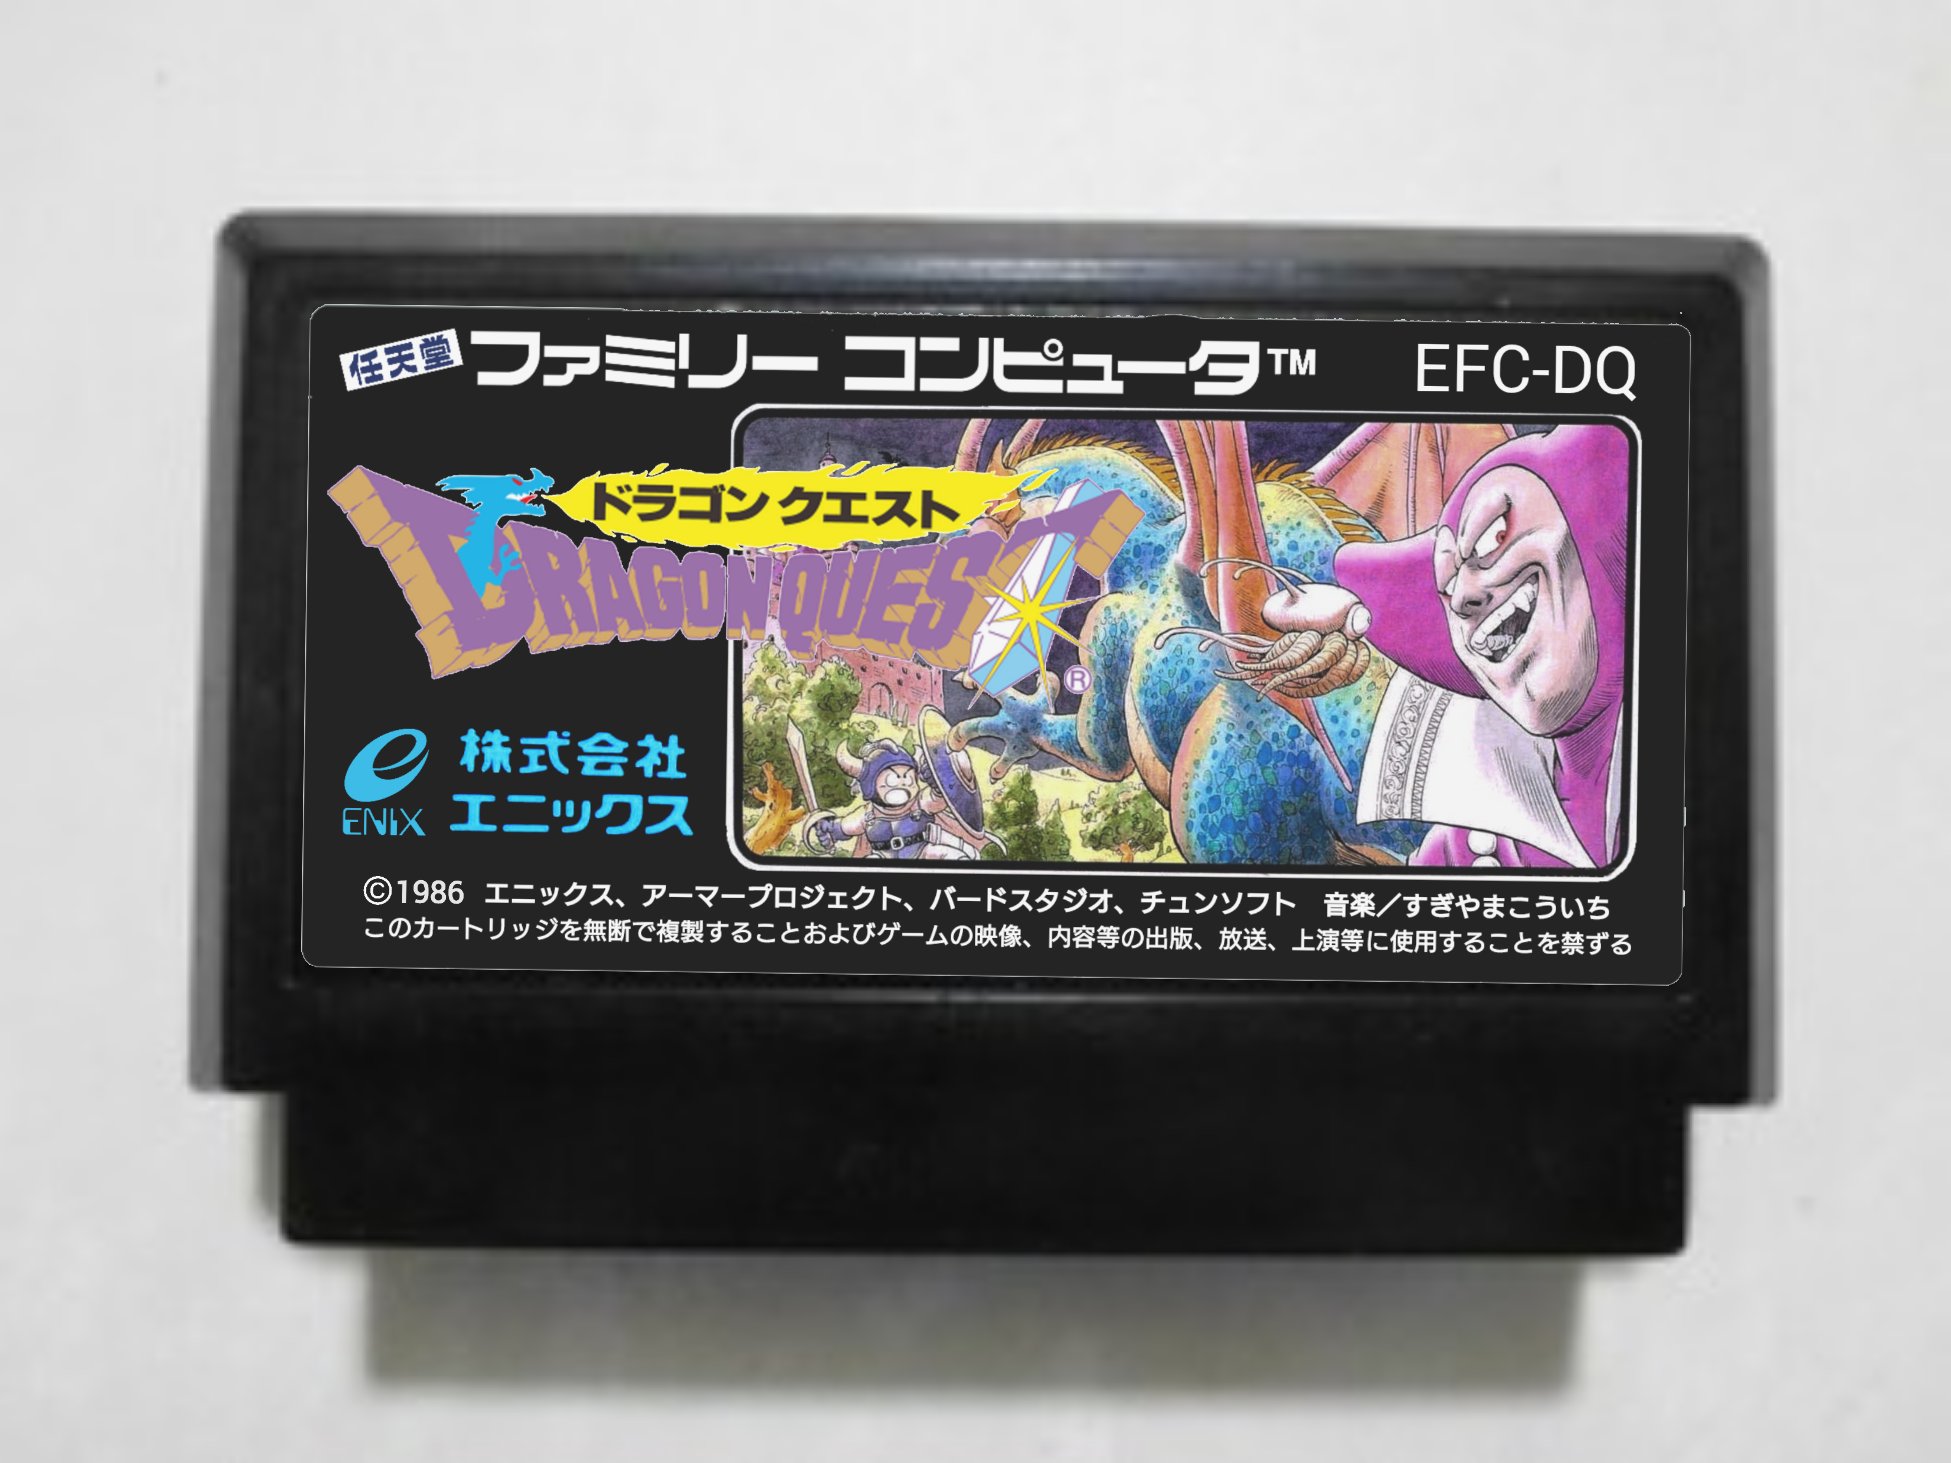 任天堂 ファミリー コンピュータ™ EFC-DQ
ドラゴンクエスト
DRAGON QUEST ®
株式会社
ENIX エニックス
©1986 エニックス、アーマープロジェクト、バードスタジオ、チュンソフト 音楽／すぎやまこういち
このカートリッジを無断で複製することおよびゲームの映像、内容等の出版、放送、上演等に使用することを禁ずる